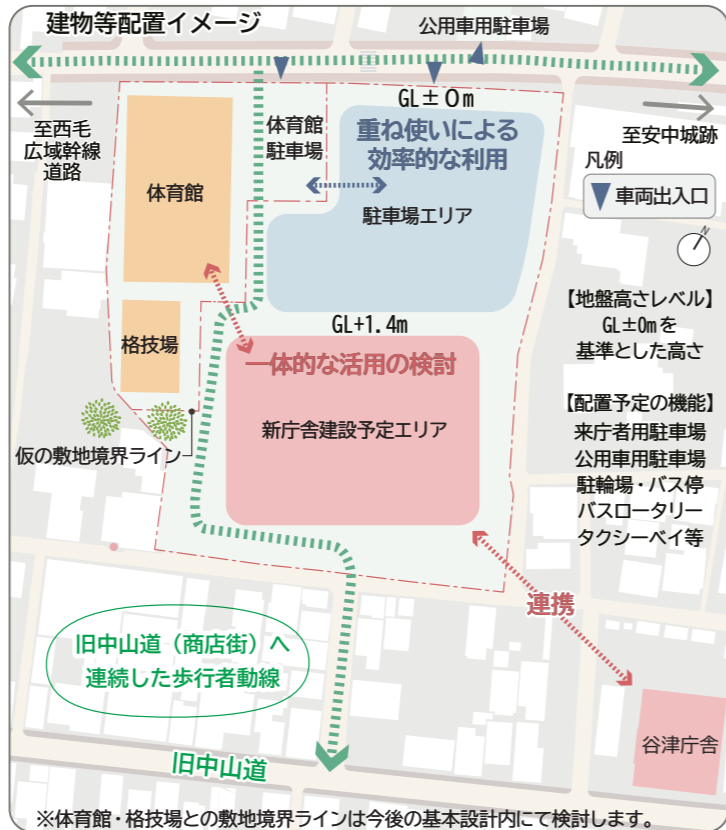 建物等配置イメージ
公用車用駐車場
至西毛
広域幹線
道路
体育館
体育館
駐車場
GL±0m
重ね使いによる
効率的な利用
駐車場エリア
至安中城跡
凡例
車両出入口
N
【地盤高さレベル】
GL±0mを
基準とした高さ
格技場
GL+1.4m
一体的な活用の検討
新庁舎建設予定エリア
仮の敷地境界ライン
【配置予定の機能】
来庁者用駐車場
公用車用駐車場
駐輪場・バス停
バスロータリー
タクシーベイ等
連携
旧中山道（商店街）へ
連続した歩行者動線
谷津庁舎
旧中山道
※体育館・格技場との敷地境界ラインは今後の基本設計内にて検討します。